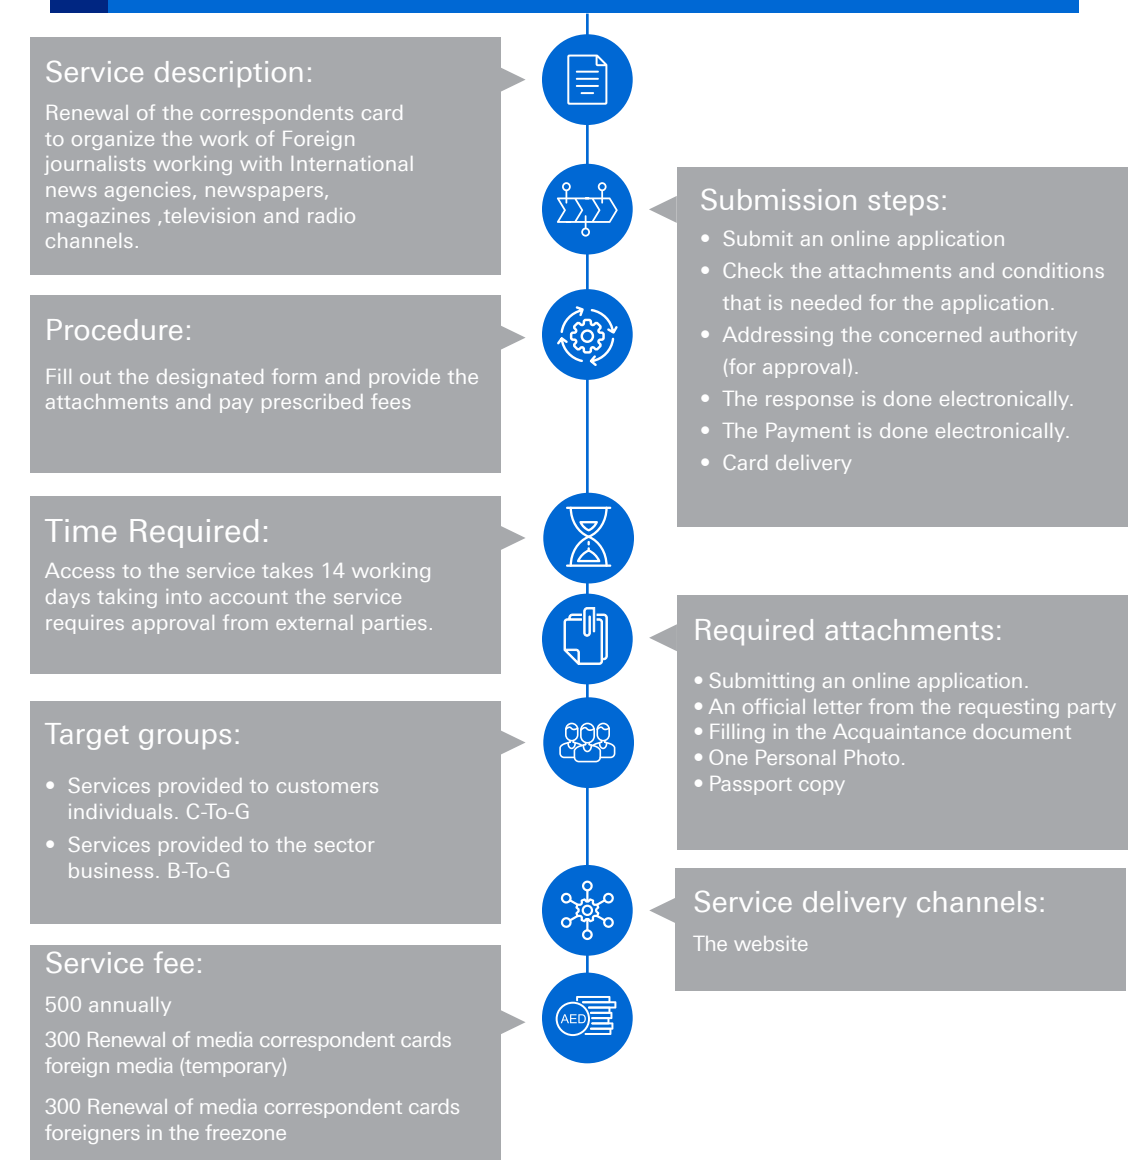 Service description:
Renewal of the correspondents card
to organize the work of Foreign
journalists working with International
news agencies, newspapers,
magazines ,television and radio
channels.
Submission steps:
• Submit an online application
• Check the attachments and conditions
that is needed for the application.
• Addressing the concerned authority
(for approval).
• The response is done electronically.
• The Payment is done electronically.
• Card delivery
Procedure:
Fill out the designated form and provide the
attachments and pay prescribed fees
Time Required:
Access to the service takes 14 working
days taking into account the service
requires approval from external parties.
Required attachments:
• Submitting an online application.
• An official letter from the requesting party
• Filling in the Acquaintance document
• One Personal Photo.
• Passport copy
Target groups:
• Services provided to customers
individuals. C-To-G
• Services provided to the sector
business. B-To-G
Service delivery channels:
The website
Service fee:
500 annually
300 Renewal of media correspondent cards
foreign media (temporary)
300 Renewal of media correspondent cards
foreigners in the freezone
AED